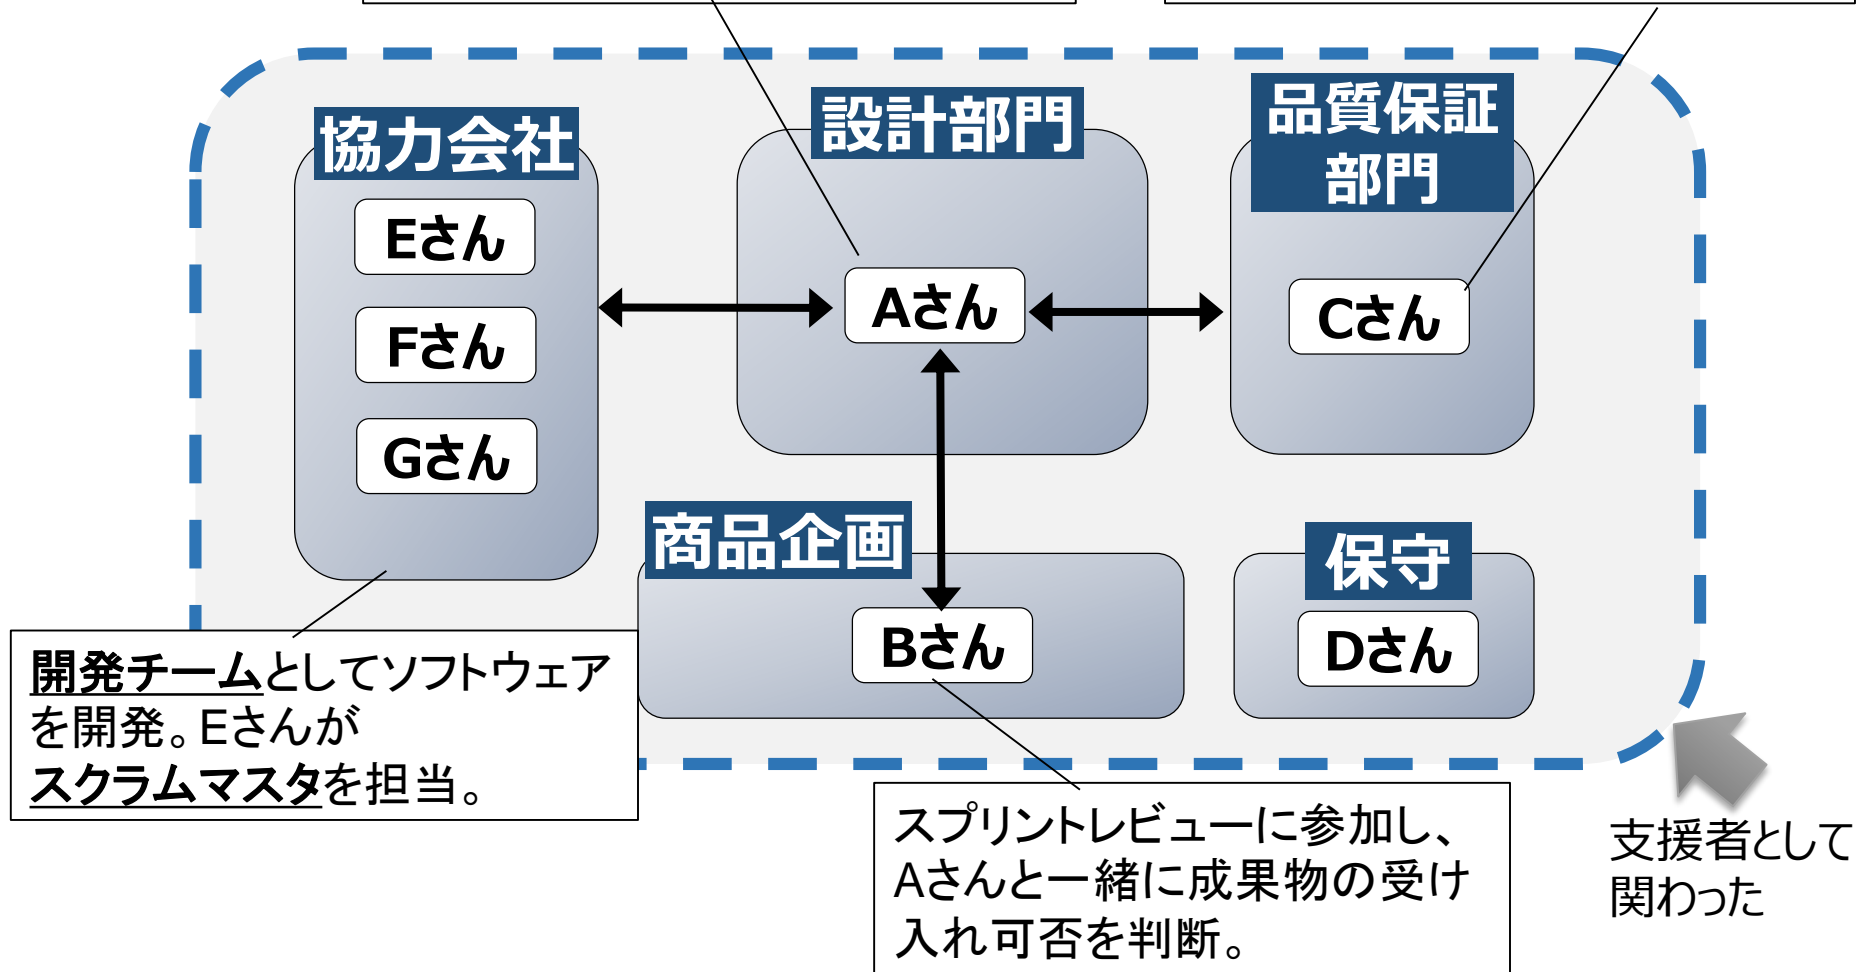 協力会社
Eさん
Fさん
Gさん
設計部門
Aさん
品質保証
部門
Cさん
商品企画
Bさん
保守
Dさん
開発チームとしてソフトウェア
を開発。Eさんが
スクラムマスタを担当。
スプリントレビューに参加し、
Aさんと一緒に成果物の受け
入れ可否を判断。
支援者として
関わった